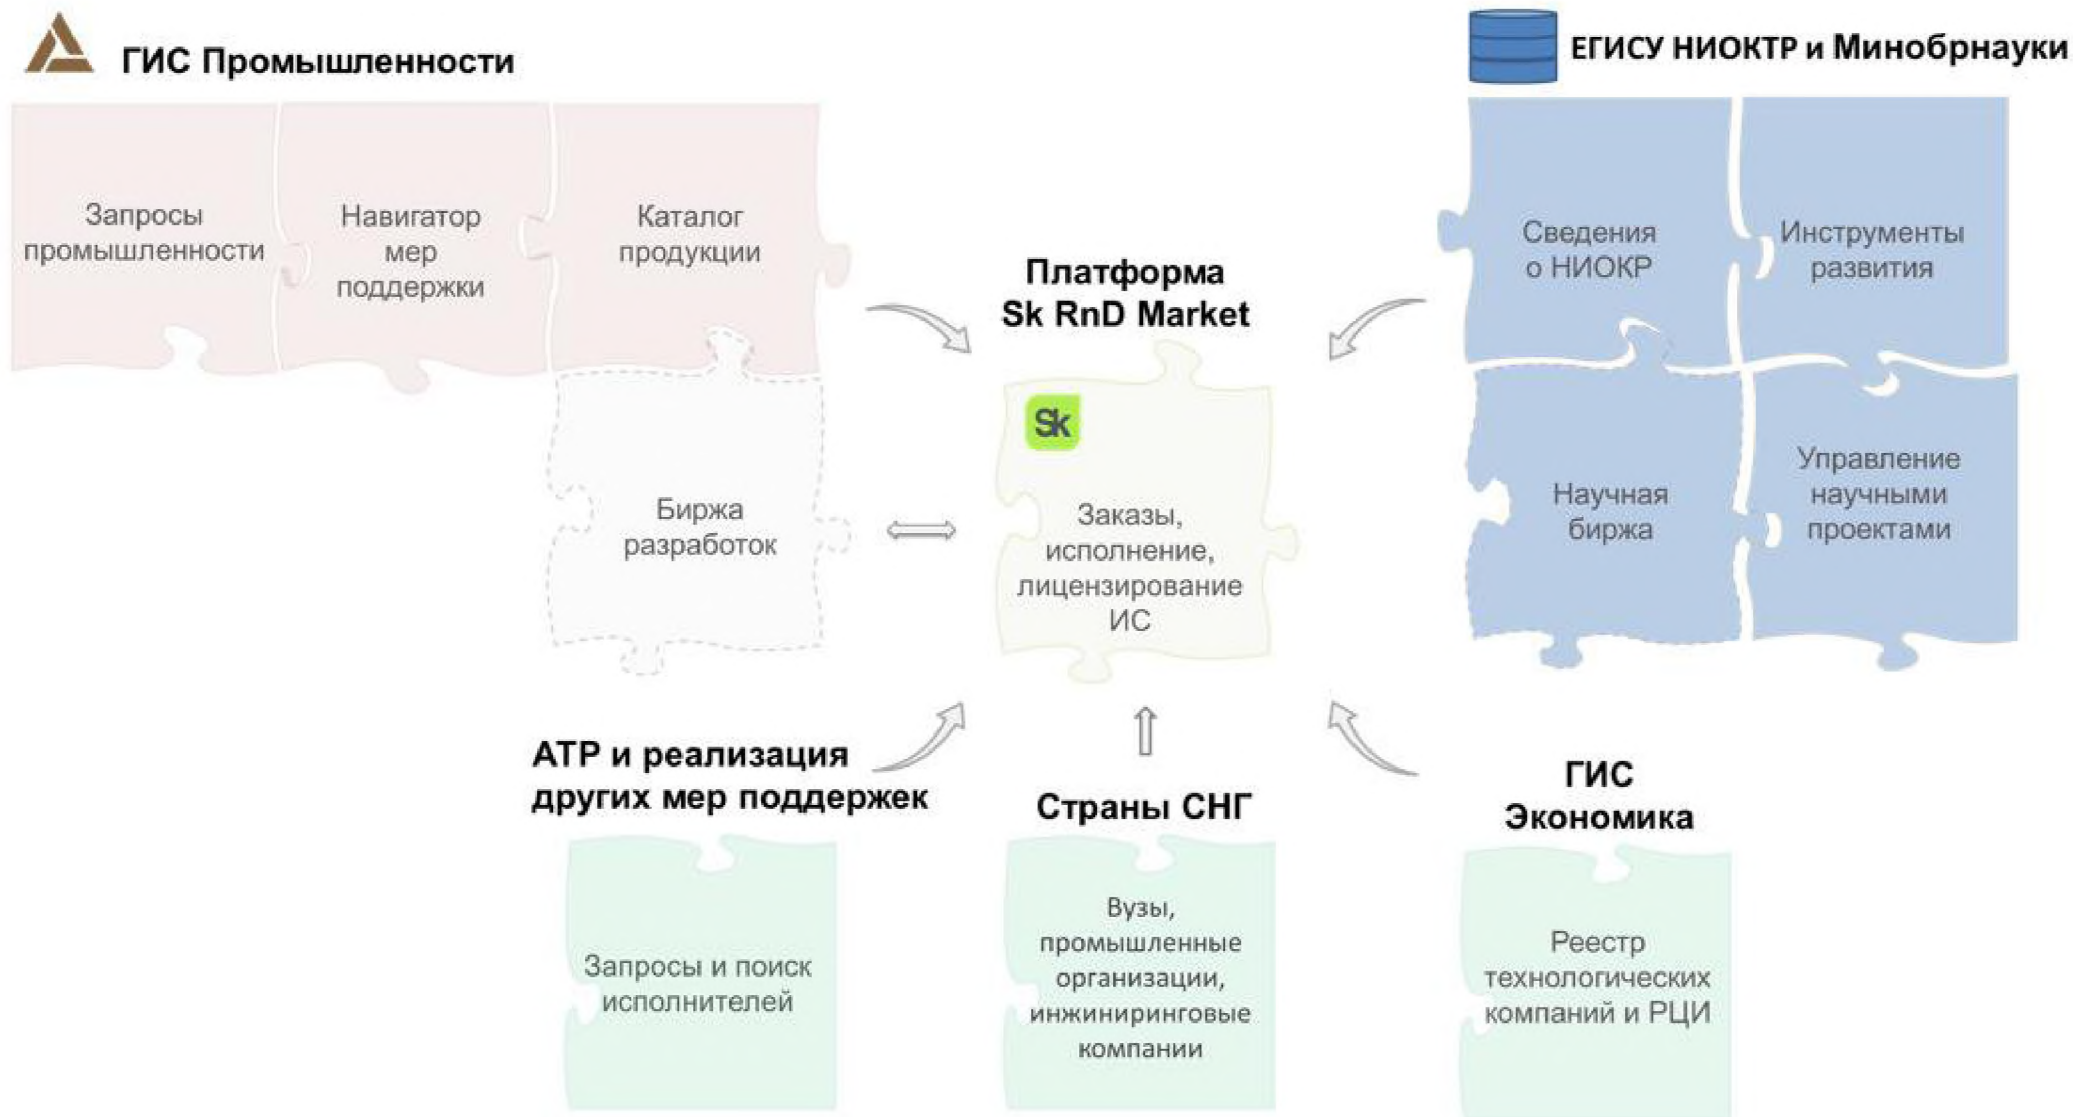 ГИС Промышленности
Запросы
промышленности
Навигатор
мер
поддержки
Каталог
продукции
Биржа
разработок
Платформа
Sk RnD Market
Sk
Заказы,
исполнение,
лицензирование
ИС
ЕГИСУ НИОКТР и Минобрнауки
Сведения
о НИОКР
Инструменты
развития
Научная
биржа
Управление
научными
проектами
АТР и реализация
других мер поддержек
Запросы и поиск
исполнителей
Страны СНГ
Вузы,
промышленные
организации,
инжиниринговые
компании
ГИС
Экономика
Реестр
технологических
компаний и РЦИ